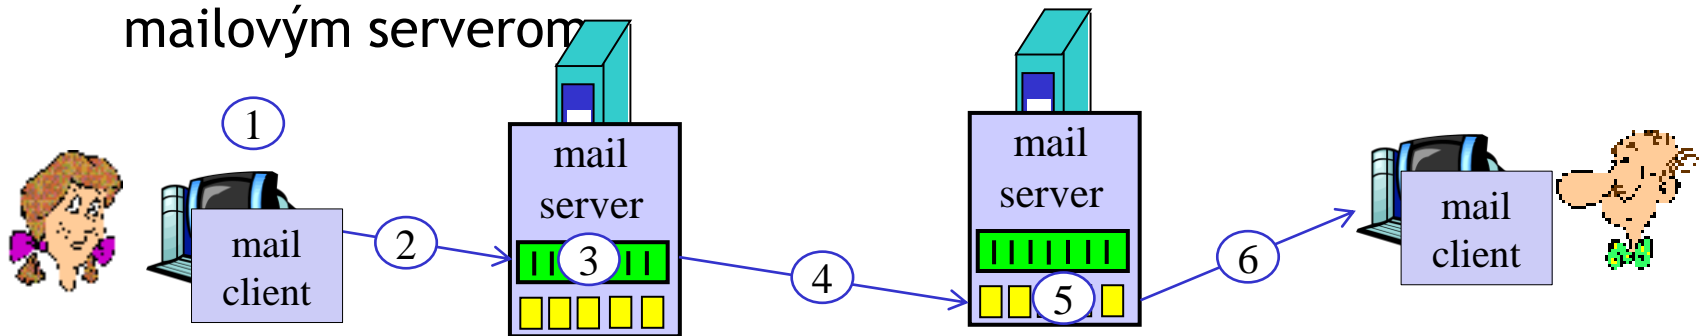 mailovým serverom
1
mail
client
2
mail
server
3
4
mail
server
5
6
mail
client